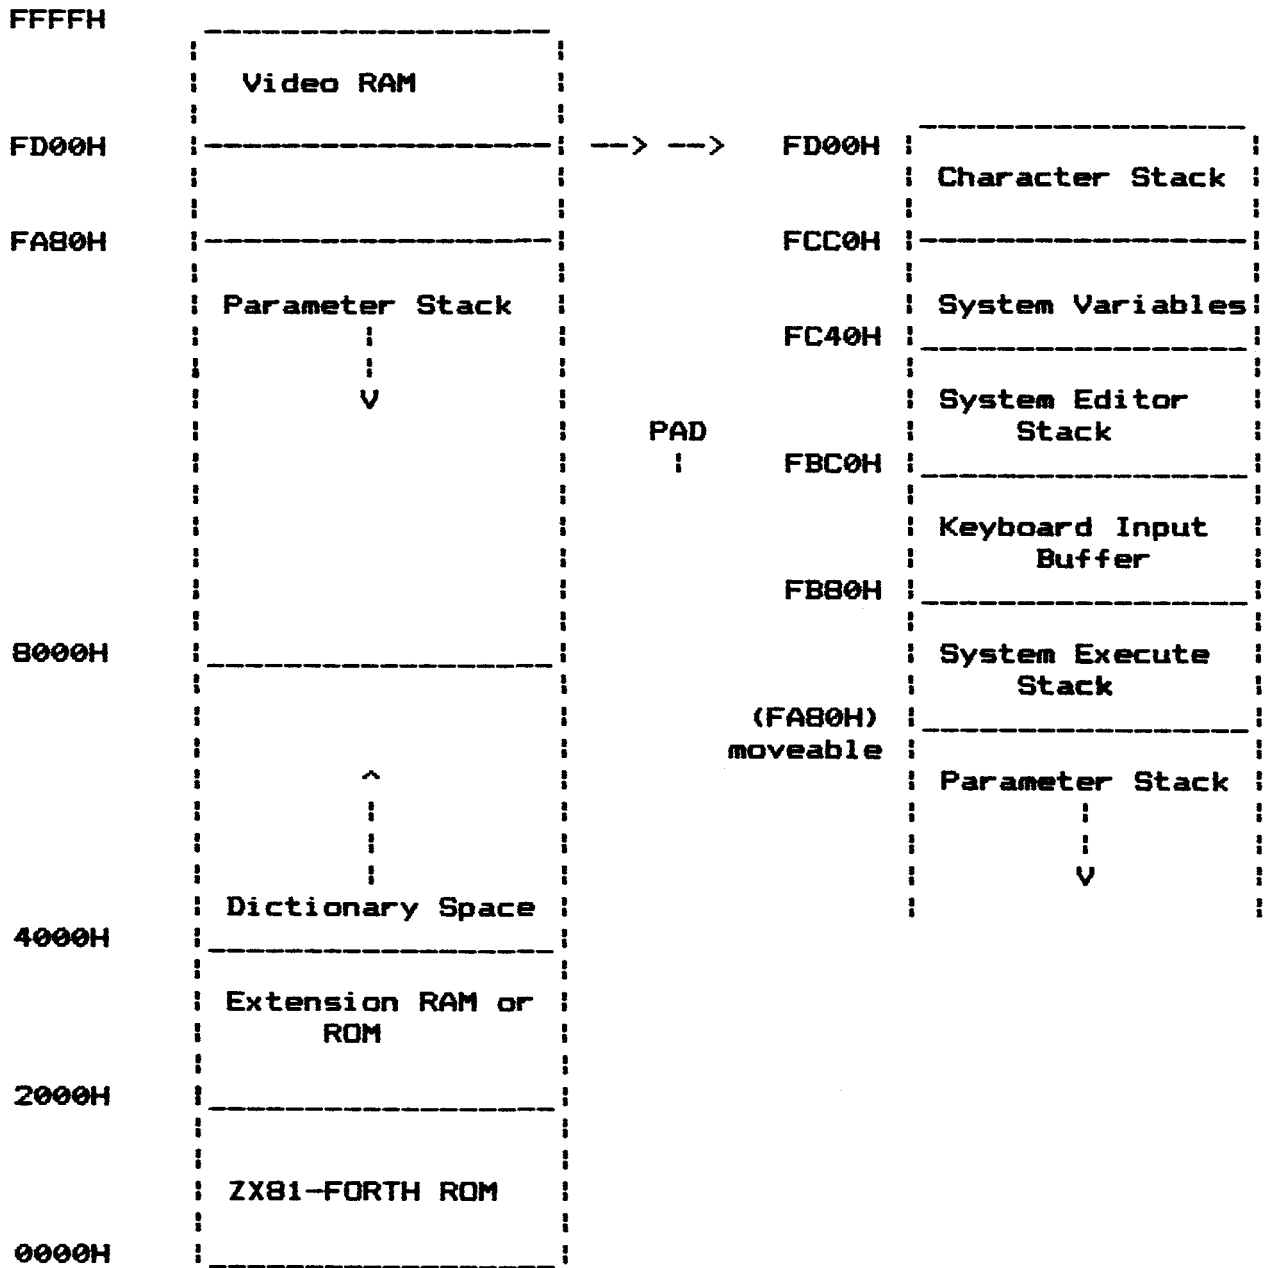 FFFFH
Video RAM
FD00H --> --> FD00H
Character Stack
FA80H FCC0H
Parameter Stack System Variables
FC40H
V
System Editor
PAD Stack
FBC0H
Keyboard Input
Buffer
FB80H
8000H System Execute
Stack
(FA80H)
moveable
^ Parameter Stack
V
Dictionary Space
4000H
Extension RAM or
ROM
2000H
ZX81-FORTH ROM
0000H